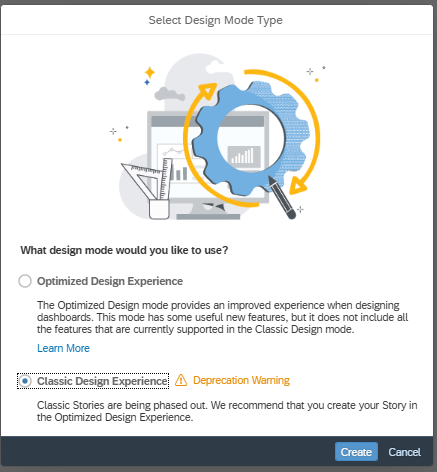 Select Design Mode Type
What design mode would you like to use?
Optimized Design Experience
The Optimized Design mode provides an improved experience when designing
dashboards. This mode has some useful new features, but it does not include all
the features that are currently supported in the Classic Design mode.
Learn More
Classic Design Experience Deprecation Warning
Classic Stories are being phased out. We recommend that you create your Story in
the Optimized Design Experience.
Create Cancel